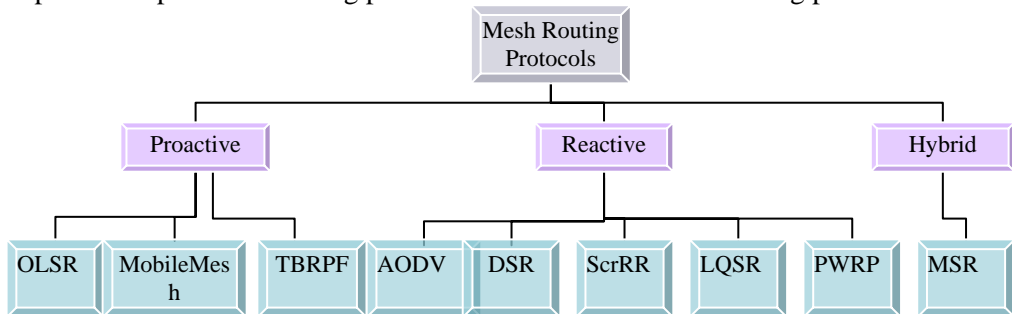 Mesh Routing
Protocols
Proactive
Reactive
Hybrid
OLSR
MobileMes
h
TBRPF
AODV
DSR
ScrRR
LQSR
PWRP
MSR